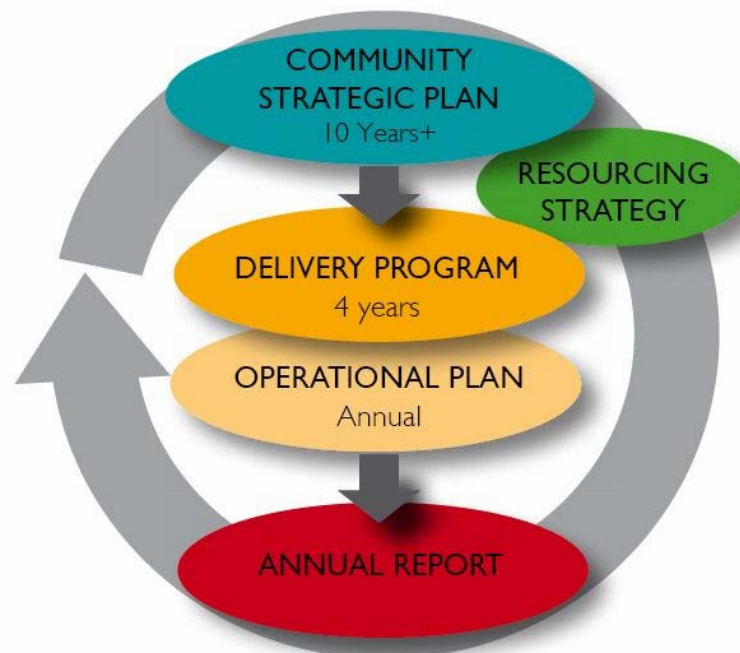 COMMUNITY
STRATEGIC PLAN
10 Years+
RESOURCING
STRATEGY
DELIVERY PROGRAM
4 years
OPERATIONAL PLAN
Annual
ANNUAL REPORT